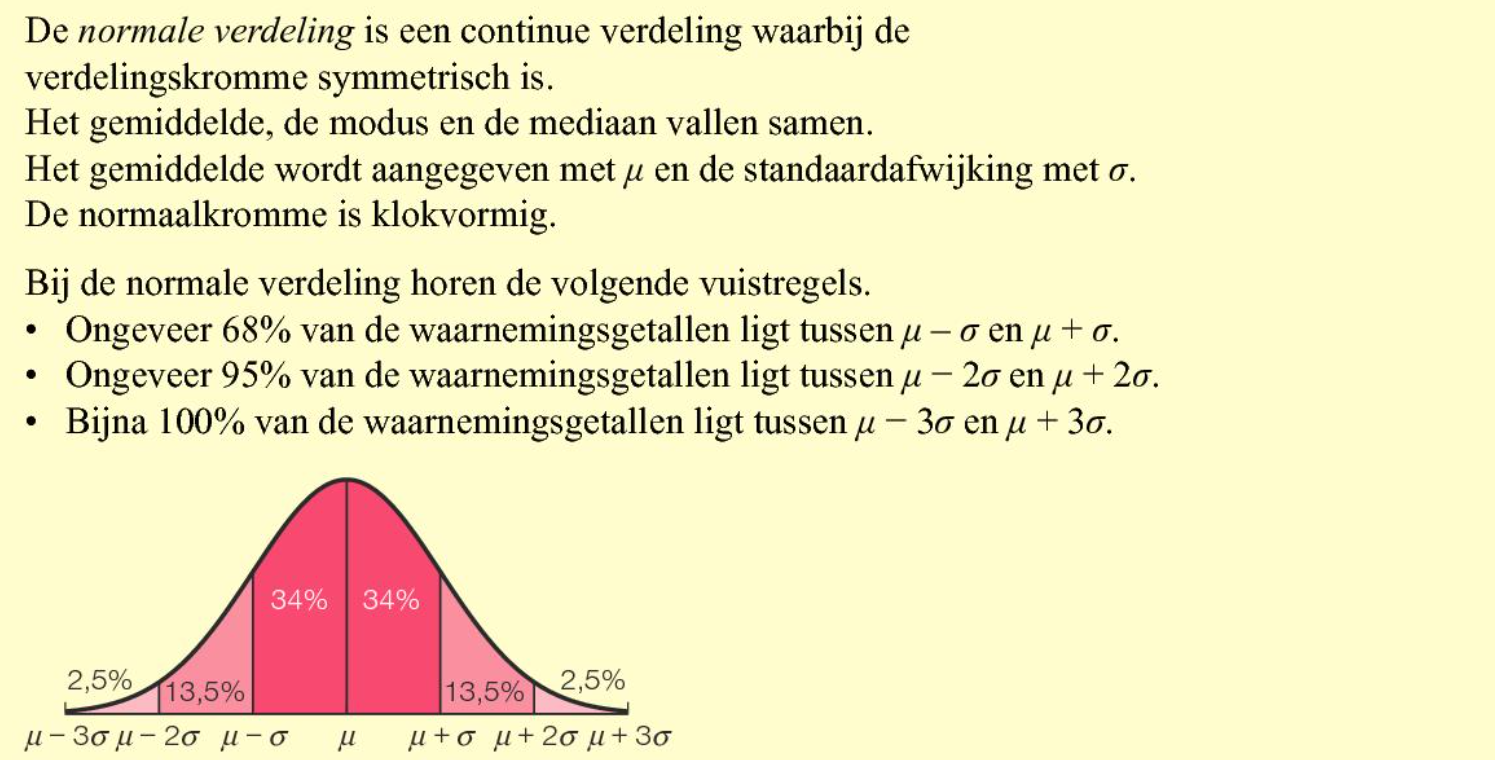 De normale verdeling is een continue verdeling waarbij de
verdelingskromme symmetrisch is.
Het gemiddelde, de modus en de mediaan vallen samen.
Het gemiddelde wordt aangegeven met μ en de standaardafwijking met σ.
De normaalkromme is klokvormig.
Bij de normale verdeling horen de volgende vuistregels.
• Ongeveer 68% van de waarnemingsgetallen ligt tussen μ – σ en μ + σ.
• Ongeveer 95% van de waarnemingsgetallen ligt tussen μ − 2σ en μ + 2σ.
• Bijna 100% van de waarnemingsgetallen ligt tussen μ − 3σ en μ + 3σ.
34% 34%
2,5% 13,5% 13,5% 2,5%
μ − 3σ μ − 2σ μ − σ μ μ + σ μ + 2σ μ + 3σ